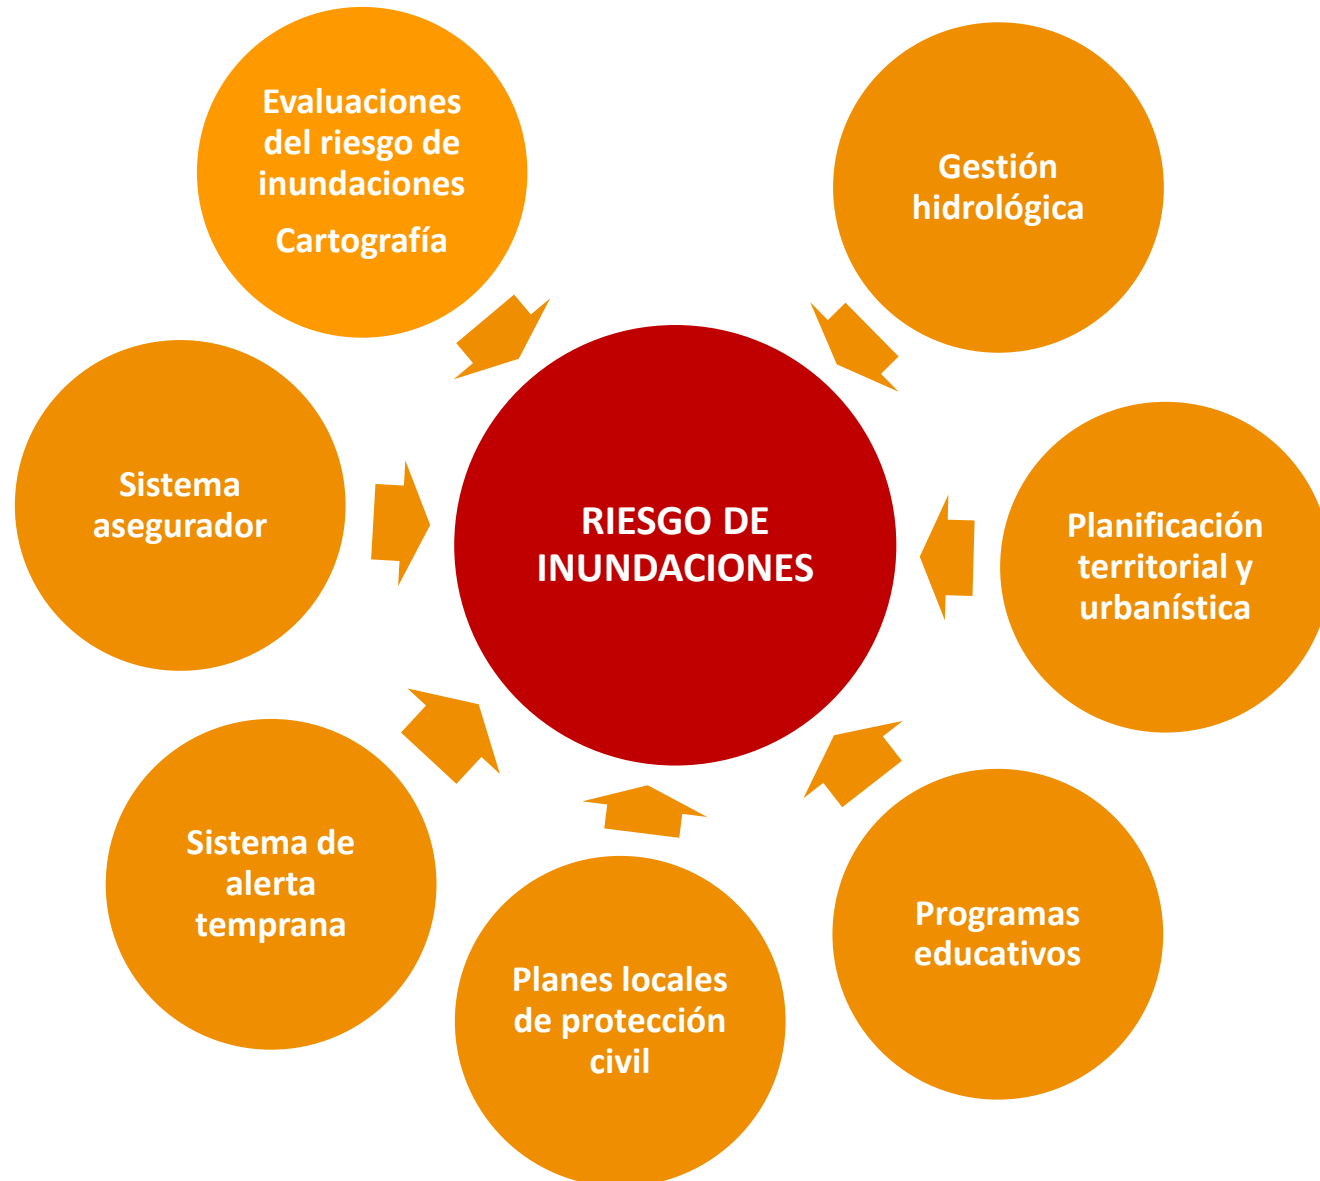 Evaluaciones
del riesgo de
inundaciones
Cartografía
Gestión
hidrológica
Sistema
asegurador
RIESGO DE
INUNDACIONES
Planificación
territorial y
urbanística
Sistema de
alerta
temprana
Programas
educativos
Planes locales
de protección
civil